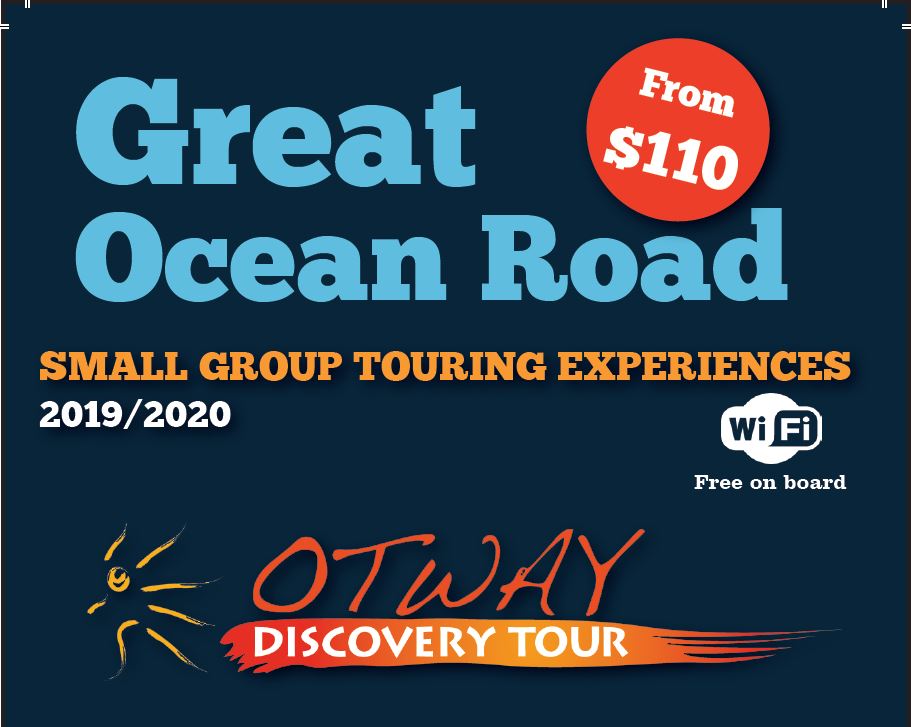 Great
From
$110
Ocean Road
SMALL GROUP TOURING EXPERIENCES
2019/2020
Wi Fi
Free on board
OTWAY
DISCOVERY TOUR